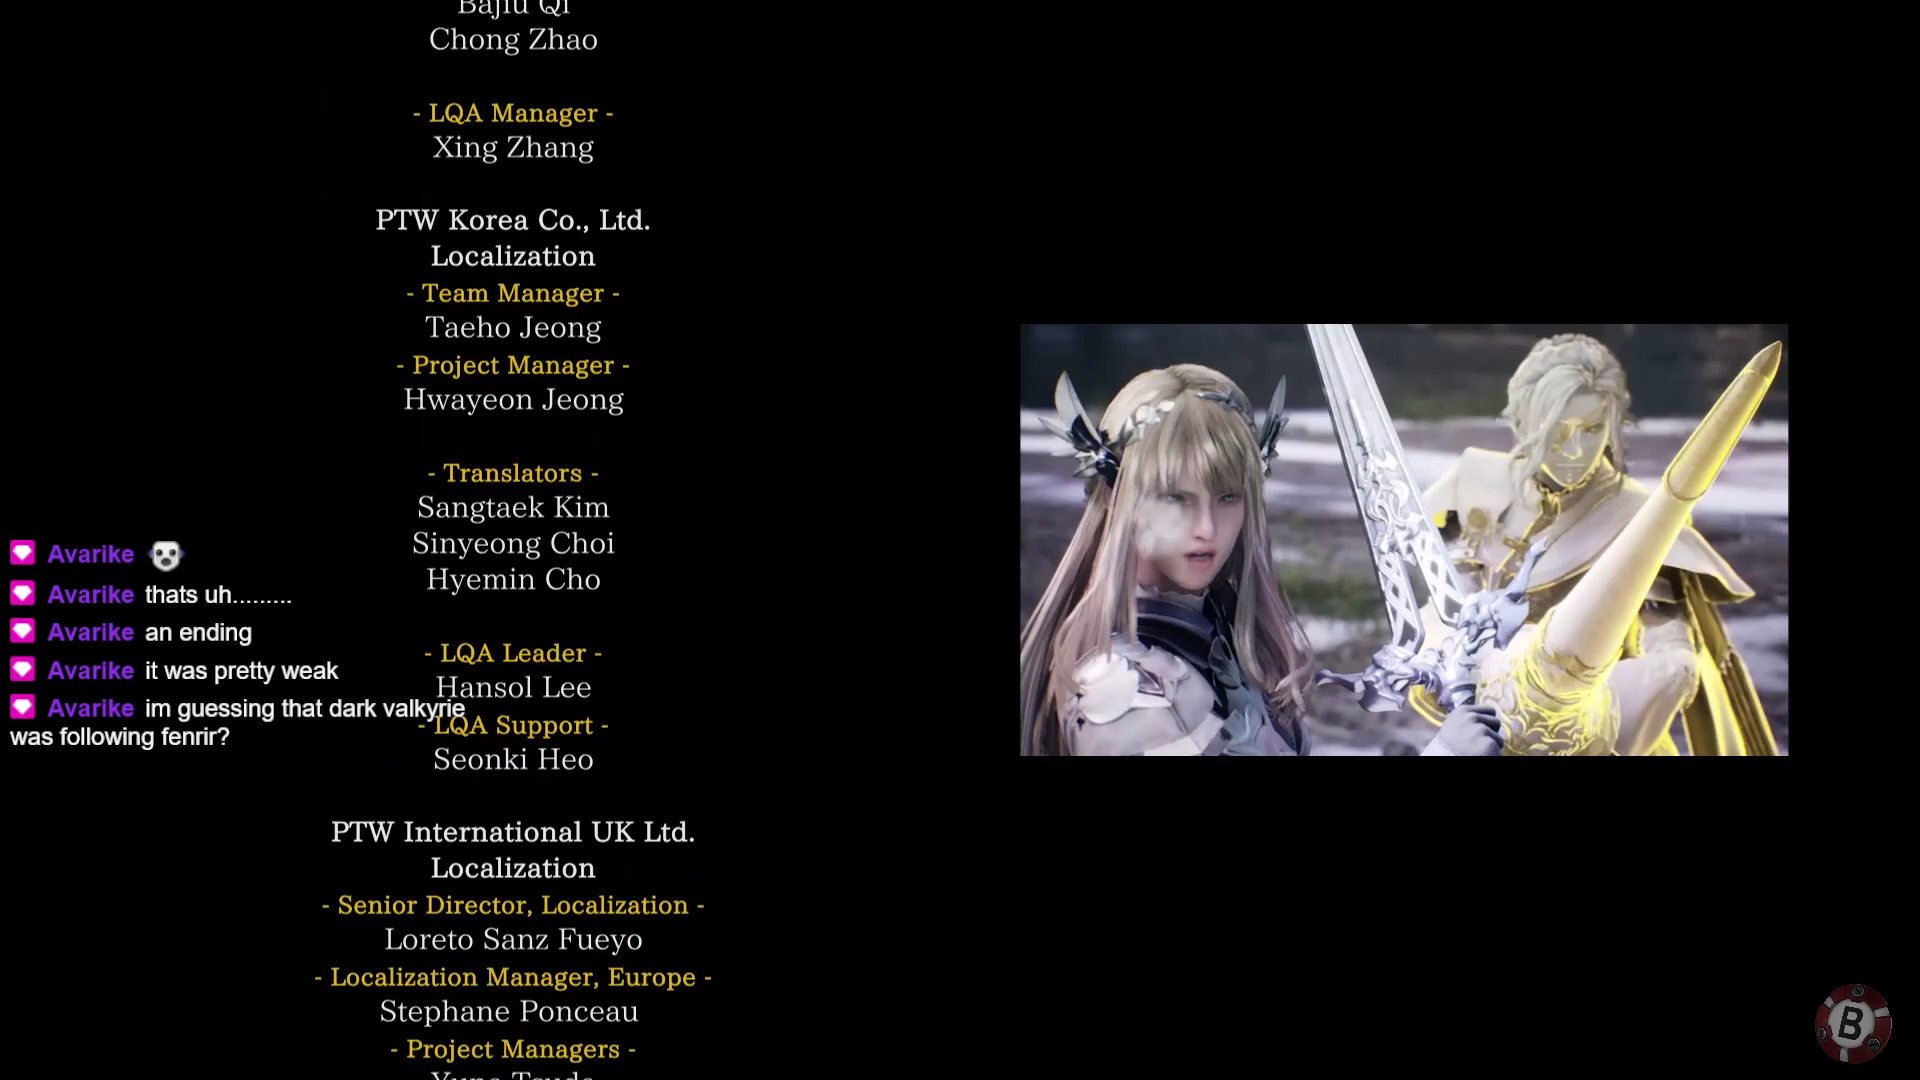 Bajiu Qi
Chong Zhao
- LQA Manager -
Xing Zhang
PTW Korea Co., Ltd.
Localization
- Team Manager -
Taeho Jeong
- Project Manager -
Hwayeon Jeong
- Translators -
Sangtaek Kim
Sinyeong Choi
Hyemin Cho
- LQA Leader -
Hansol Lee
- LQA Support -
Seonki Heo
PTW International UK Ltd.
Localization
- Senior Director, Localization -
Loreto Sanz Fueyo
- Localization Manager, Europe -
Stephane Ponceau
- Project Managers -
Avarike
Avarike thats uh.........
Avarike an ending
Avarike it was pretty weak
Avarike im guessing that dark valkyrie
was following fenrir?
B